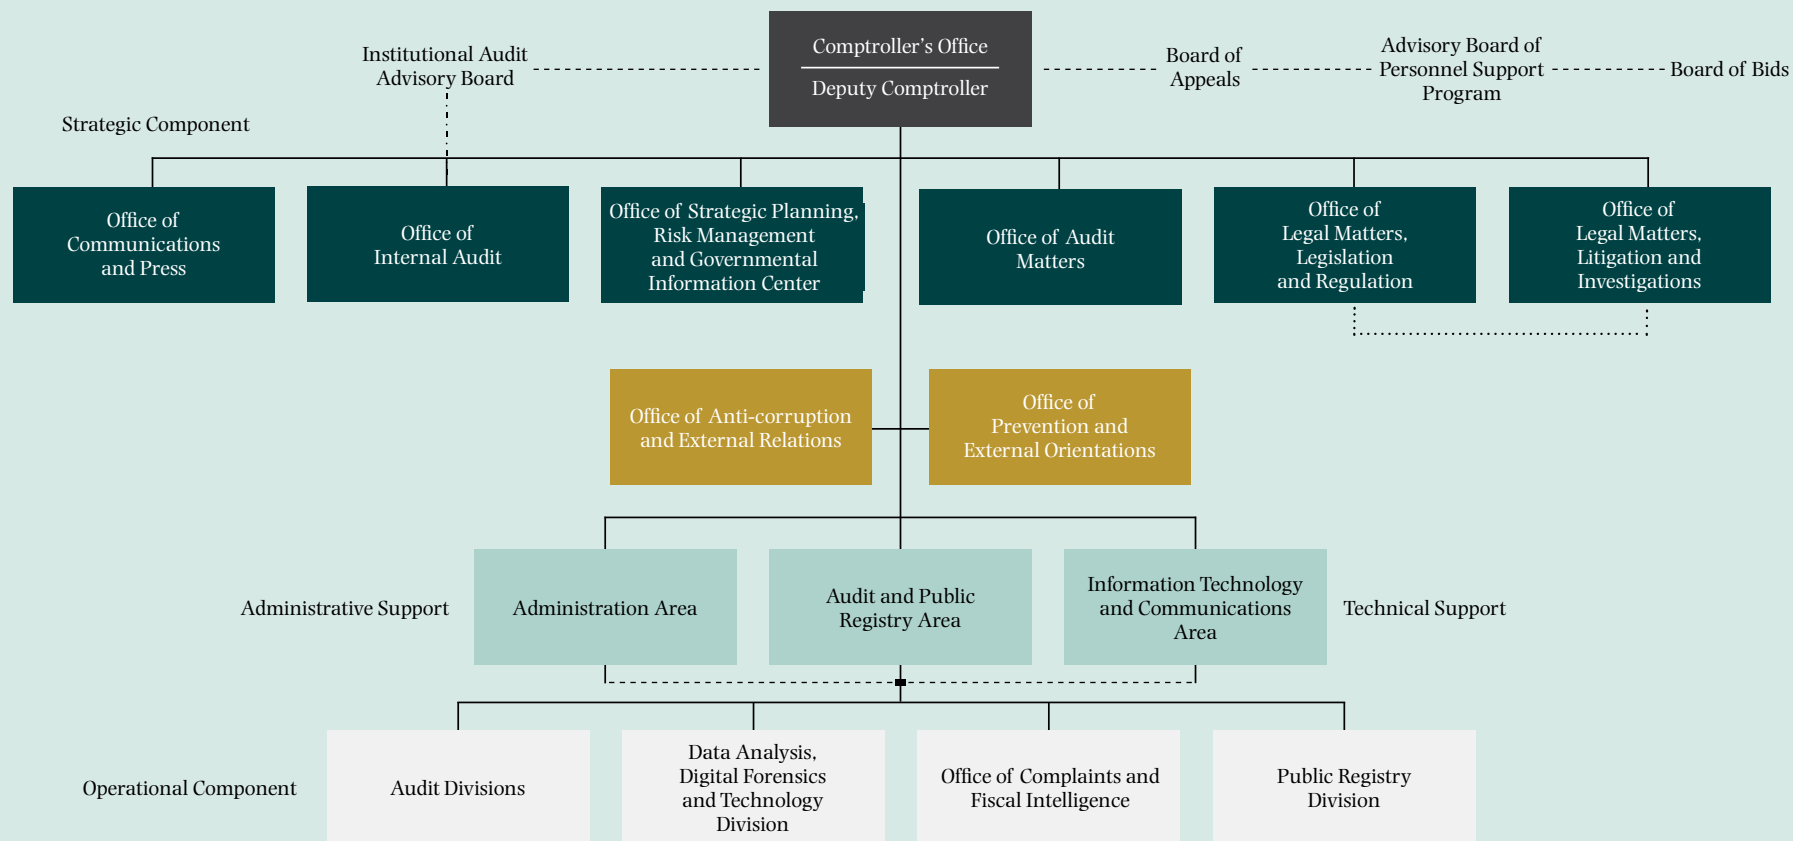 Comptroller's Office
Deputy Comptroller
Institutional Audit
Advisory Board
Board of
Appeals
Advisory Board of
Personnel Support
Program
Board of Bids
Strategic Component
Office of
Communications
and Press
Office of
Internal Audit
Office of Strategic Planning,
Risk Management
and Governmental
Information Center
Office of Audit
Matters
Office of
Legal Matters,
Legislation
and Regulation
Office of
Legal Matters,
Litigation and
Investigations
Office of Anti-corruption
and External Relations
Office of
Prevention and
External Orientations
Administrative Support
Administration Area
Audit and Public
Registry Area
Information Technology
and Communications
Area
Technical Support
Operational Component
Audit Divisions
Data Analysis,
Digital Forensics
and Technology
Division
Office of Complaints and
Fiscal Intelligence
Public Registry
Division